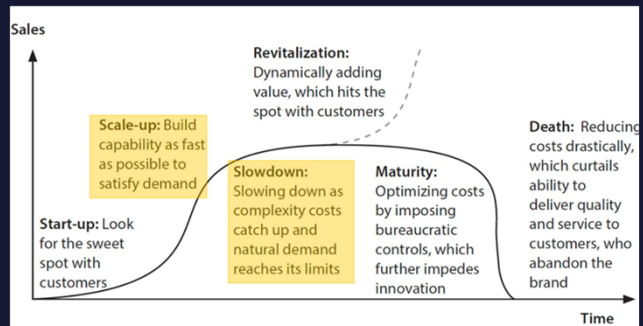 Sales
Revitalization:
Dynamically adding
value, which hits the
spot with customers
Scale-up: Build
capability as fast
as possible to
satisfy demand
Start-up: Look
for the sweet
spot with
customers
Slowdown:
Slowing down as
complexity costs
catch up and
natural demand
reaches its limits
Maturity:
Optimizing costs
by imposing
bureaucratic
controls, which
further impedes
innovation
Death: Reducing
costs drastically,
which curtails
ability to
deliver quality
and service to
customers, who
abandon the
brand
Time